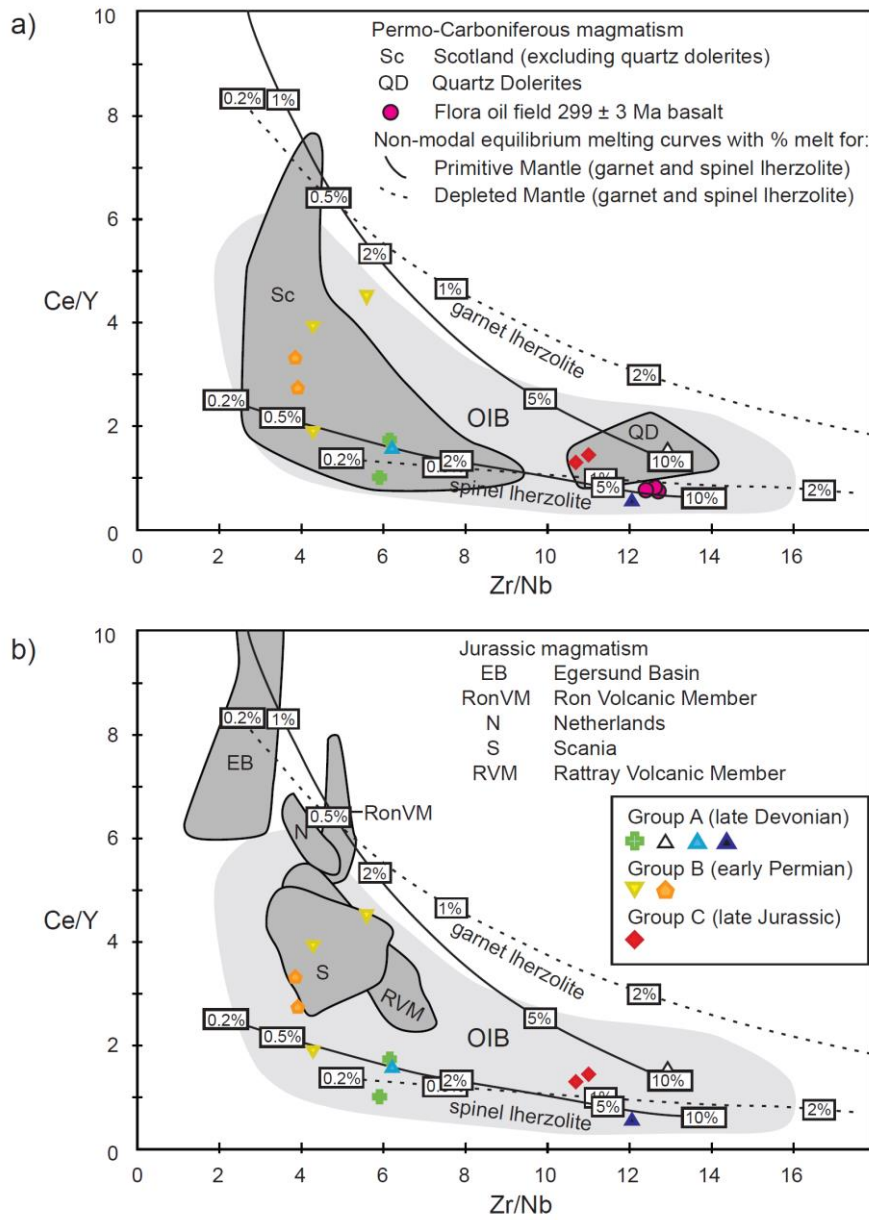 a)
10
8
6
4
2
0
Ce/Y
Permo-Carboniferous magmatism
Sc Scotland (excluding quartz dolerites)
QD Quartz Dolerites
Flora oil field 299 ± 3 Ma basalt
Non-modal equilibrium melting curves with % melt for:
Primitive Mantle (garnet and spinel lherzolite)
Depleted Mantle (garnet and spinel lherzolite)
0.2% 1%
0.5%
2%
1%
garnet lherzolite
2%
Sc
5%
OIB
QD
0.2%
0.5%
10%
0.2%
2%
spinel lherzolite
1%
5%
10%
2%
0 2 4 6 8 10 12 14 16
Zr/Nb
b)
10
8
6
4
2
0
Ce/Y
Jurassic magmatism
EB Egersund Basin
RonVM Ron Volcanic Member
N Netherlands
S Scania
RVM Rattray Volcanic Member
0.2% 1%
EB
0.5%
RonVM
N
2%
1%
garnet lherzolite
2%
S
RVM
5%
OIB
Group A (late Devonian)
Group B (early Permian)
Group C (late Jurassic)
0.2%
0.5%
10%
0.2%
2%
spinel lherzolite
1%
5%
10%
2%
0 2 4 6 8 10 12 14 16
Zr/Nb